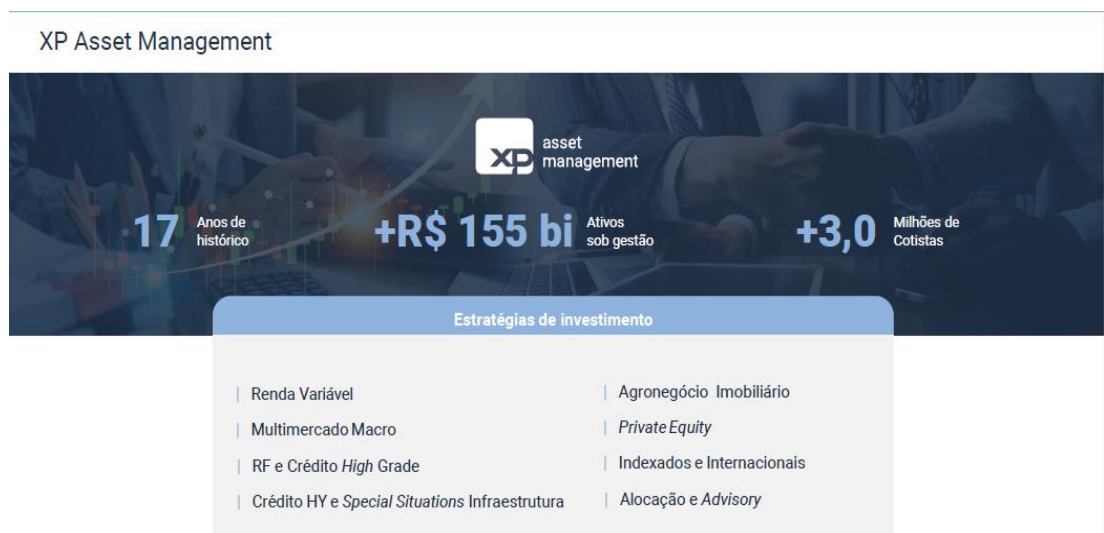 XP Asset Management
xp asset
management
17 Anos de
histórico
+R$ 155 bi Ativos
sob gestão
+3,0 Milhões de
Cotistas
Estratégias de investimento
| Renda Variável
| Multimercado Macro
| RF e Crédito High Grade
| Crédito HY e Special Situations Infraestrutura
| Agronegócio Imobiliário
| Private Equity
| Indexados e Internacionais
| Alocação e Advisory